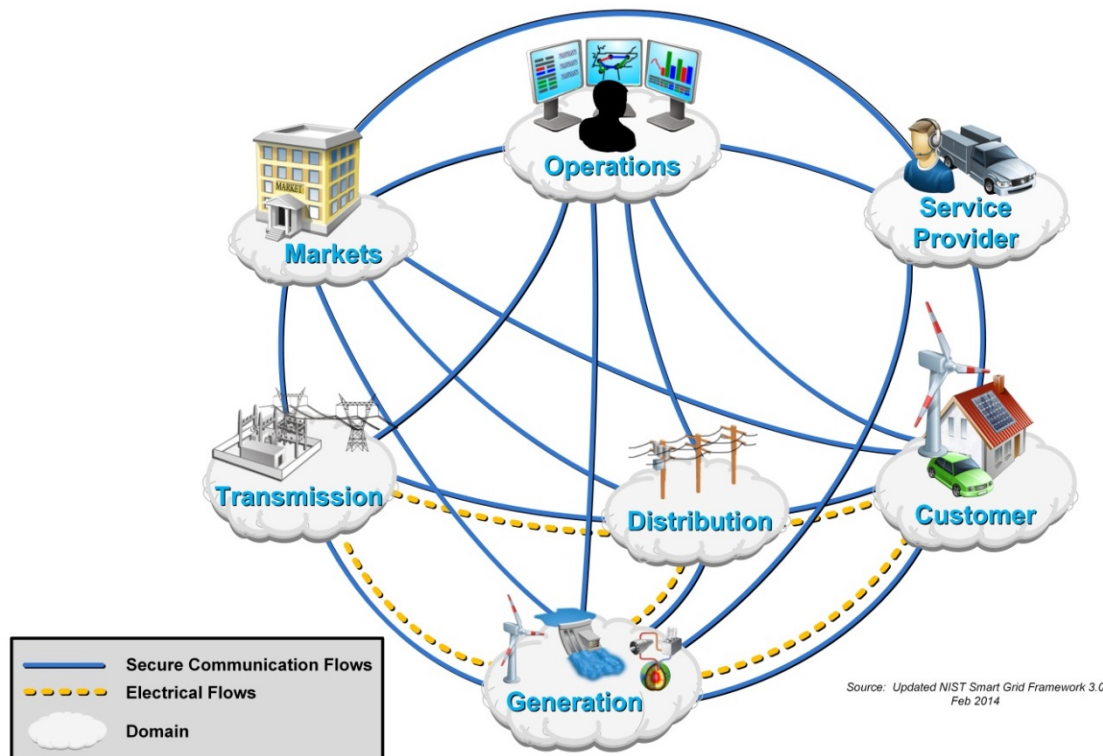 Operations
MARKET
Markets
Service
Provider
Transmission
Distribution
Customer
Generation
Secure Communication Flows
Electrical Flows
Domain
Source: Updated NIST Smart Grid Framework 3.0
Feb 2014